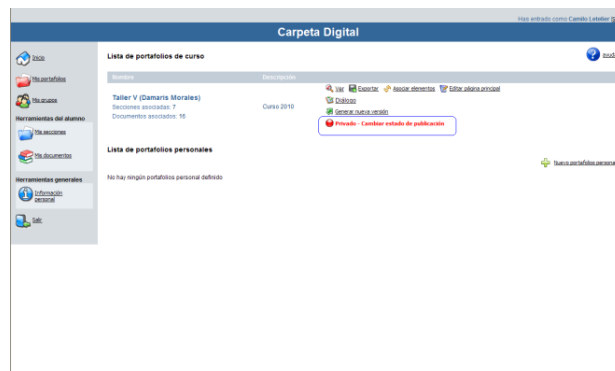 Has entrado como Camilo Letelier
Carpeta Digital
Inicio
Mis portafolios
Mis grupos
Herramientas del alumno
Mis secciones
Mis documentos
Herramientas generales
Información
personal
Salir
Lista de portafolios de curso
ayuda
Nombre Descripción
Taller V (Damaris Morales)
Secciones asociadas: 7
Documentos asociados: 16
Curso 2010
Ver Exportar Asociar elementos Editar página principal
Diálogo
Generar nueva versión
Privado - Cambiar estado de publicación
Lista de portafolios personales
Nuevo portafolios persona
No hay ningún portafolios personal definido